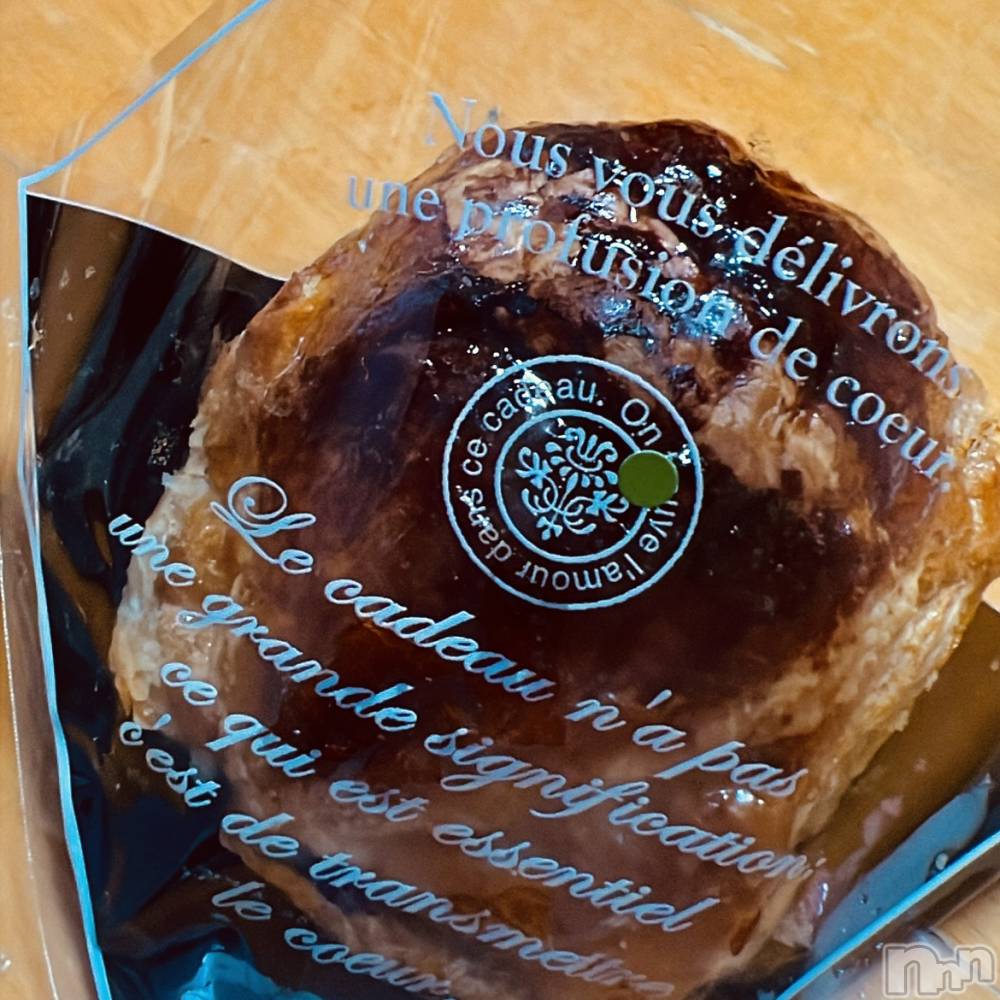 Nous vous délivrons
une profusion de coeur.
ce cadeau. On
l'amour dans
Le cadeau n'a pas
une grande signification,
ce qui est essentiel
c'est de transmettre
le coeur
nnn